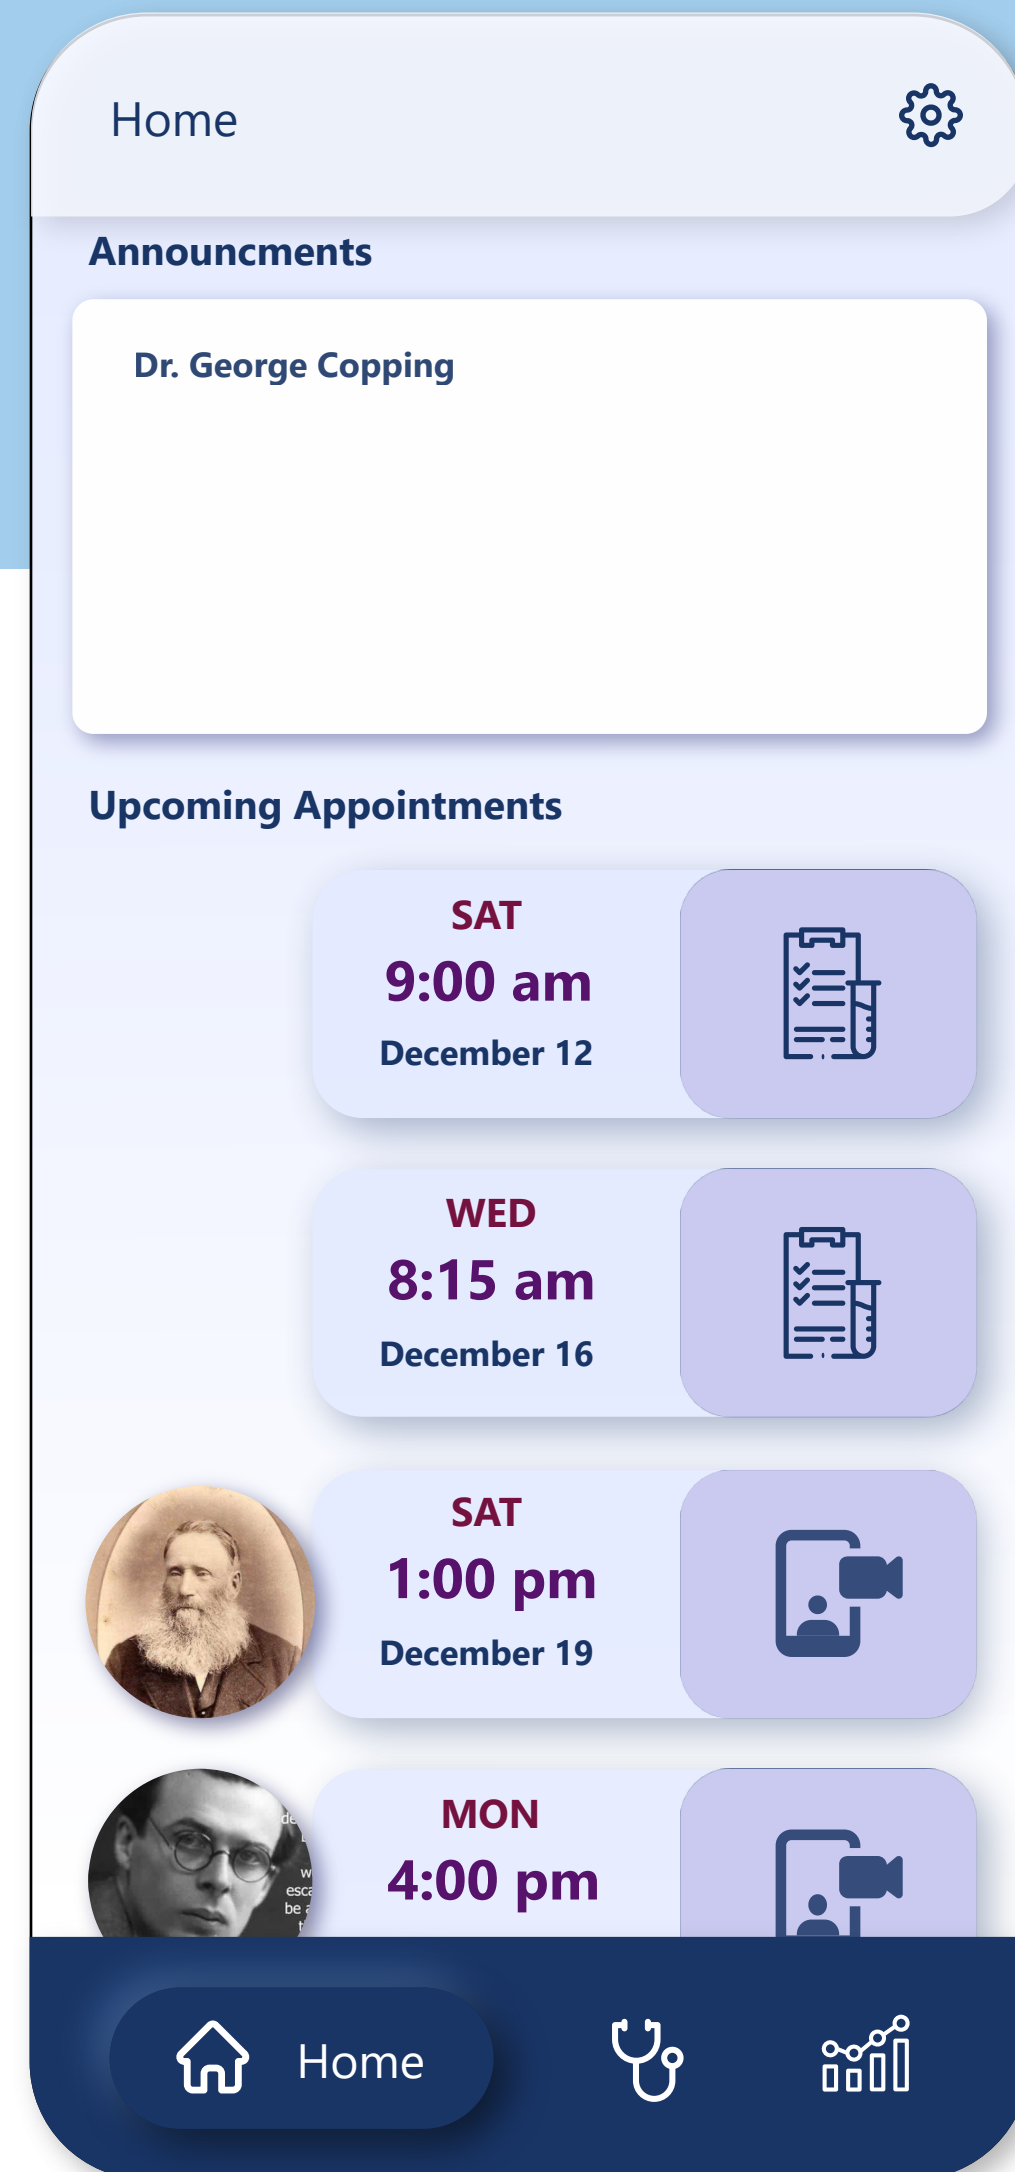 Home
Announcments
Dr. George Copping
Upcoming Appointments
SAT
9:00 am
December 12
WED
8:15 am
December 16
SAT
1:00 pm
December 19
MON
4:00 pm
be
Home